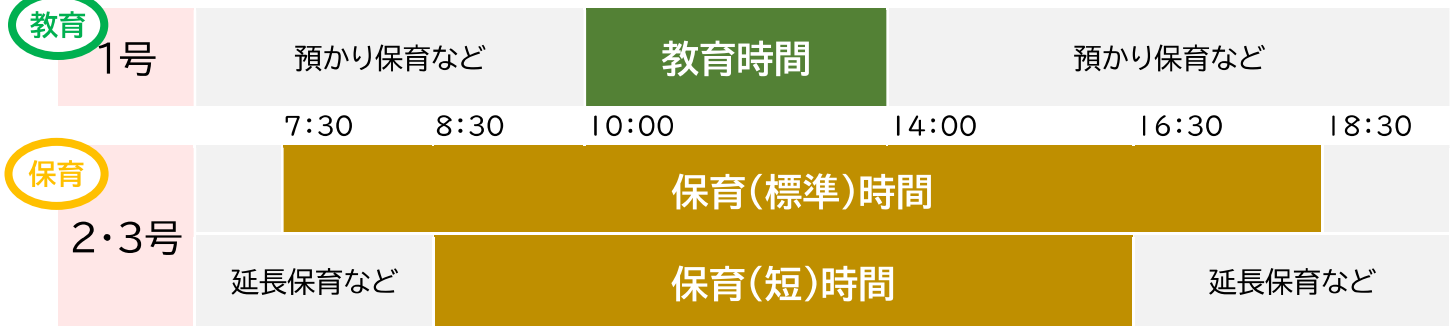 教育
1号
預かり保育など
教育時間
預かり保育など
7:30
8:30
10:00
14:00
16:30
18:30
保育
2・3号
保育(標準)時間
延長保育など
保育(短)時間
延長保育など